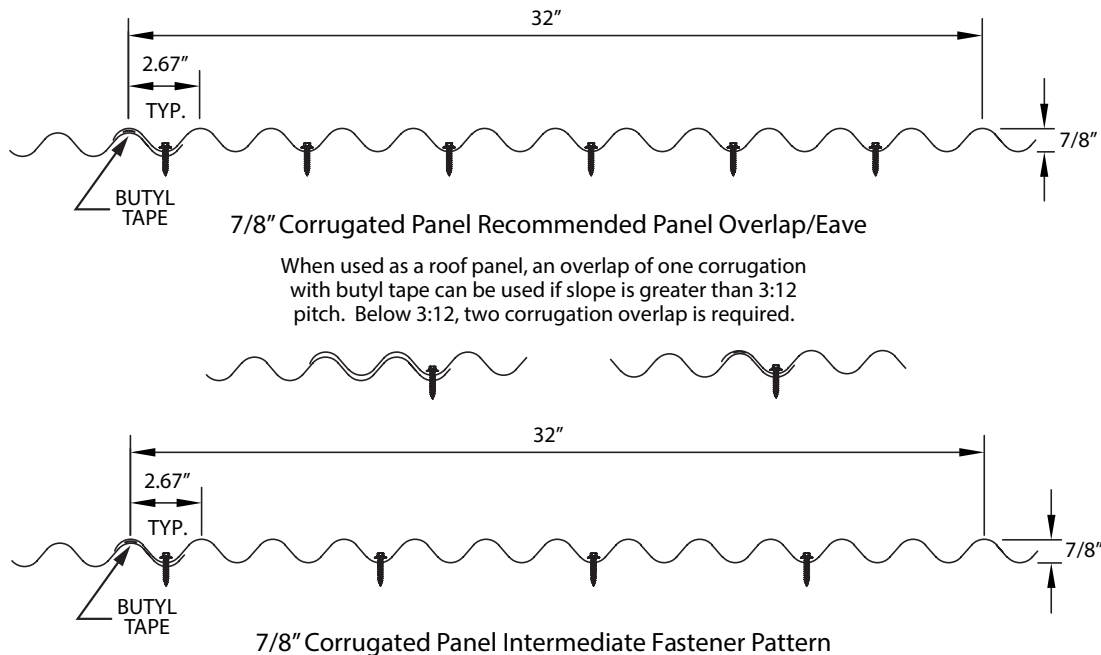 32”
2.67”
TYP.
7/8”
BUTYL
TAPE
7/8” Corrugated Panel Recommended Panel Overlap/Eave
When used as a roof panel, an overlap of one corrugation
with butyl tape can be used if slope is greater than 3:12
pitch. Below 3:12, two corrugation overlap is required.
32”
2.67”
TYP.
7/8”
BUTYL
TAPE
7/8” Corrugated Panel Intermediate Fastener Pattern